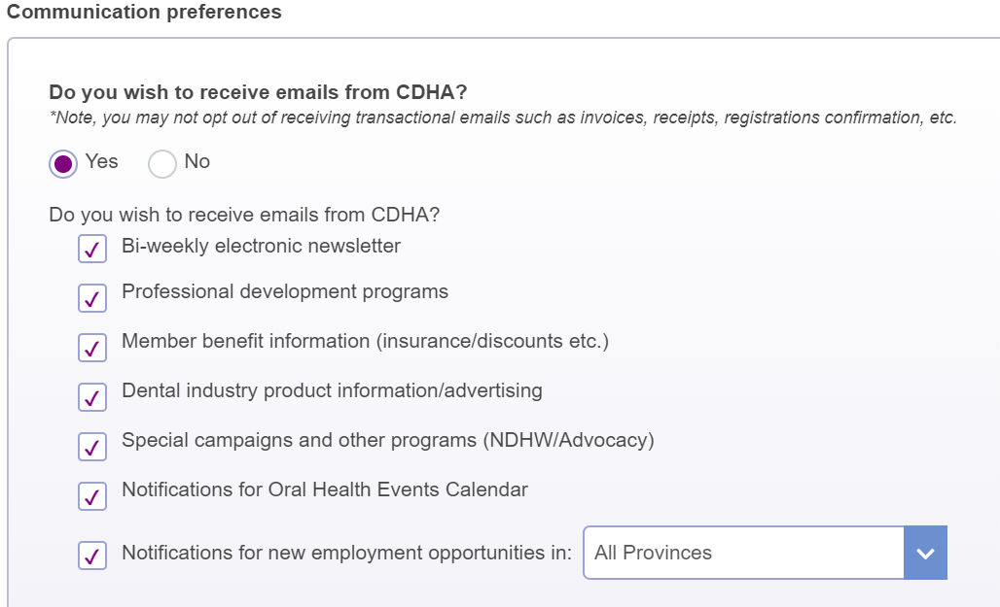 Communication preferences
Do you wish to receive emails from CDHA?
*Note, you may not opt out of receiving transactional emails such as invoices, receipts, registrations confirmation, etc.
Yes No
Do you wish to receive emails from CDHA?
Bi-weekly electronic newsletter
Professional development programs
Member benefit information (insurance/discounts etc.)
Dental industry product information/advertising
Special campaigns and other programs (NDHW/Advocacy)
Notifications for Oral Health Events Calendar
Notifications for new employment opportunities in: All Provinces